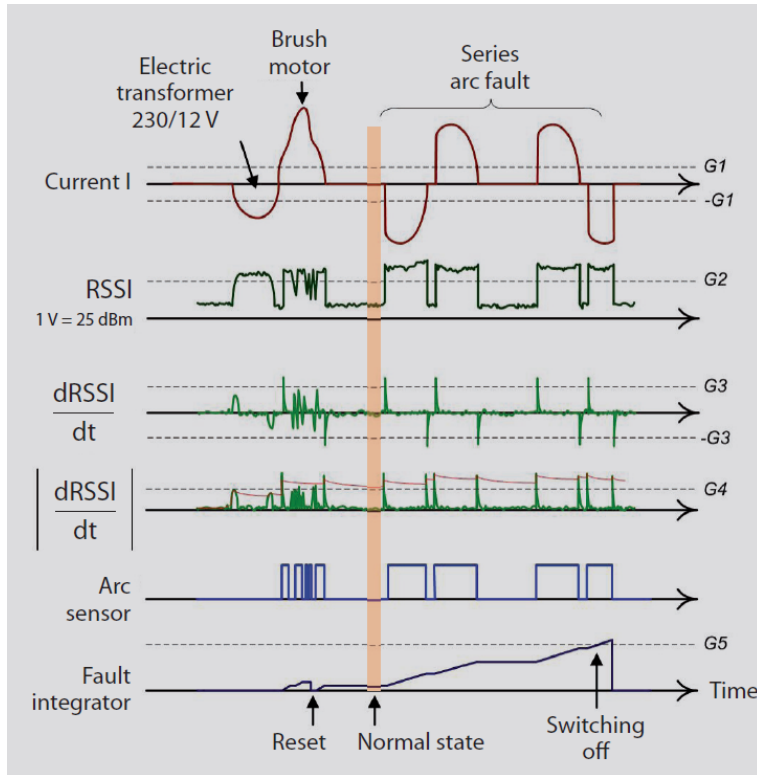 Brush
motor
Electric
transformer
230/12 V
Series
arc fault
Current I
G1
-G1
RSSI
1 V = 25 dBm
G2
dRSSI
dt
G3
-G3
dRSSI
dt
G4
Arc
sensor
Fault
integrator
G5
Time
Reset
Normal state
Switching
off